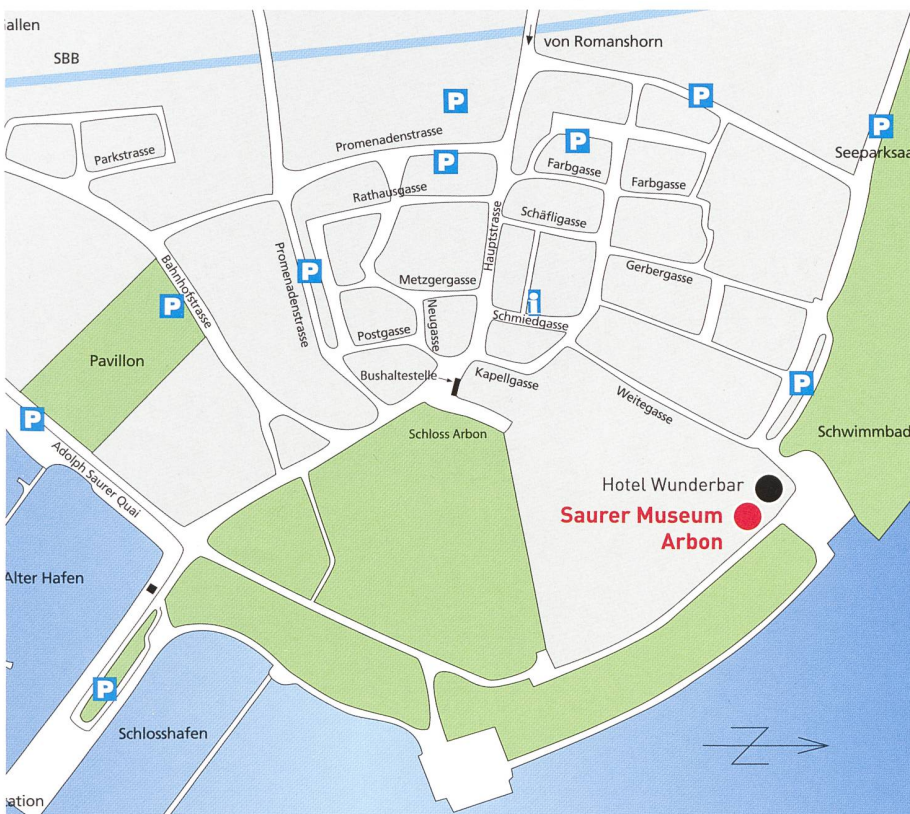 allen
SBB
von Romanshorn
P
P
P
P
Promenadenstrasse
Parkstrasse
Seeparksaa
P
Farbgasse
Farbgasse
Rathausgasse
Schäfligasse
Hauptstrasse
Promenadenstrasse
Bahnhofstrasse
P
Metzgergasse
Gerbergasse
P
i
Neugasse
Schmiedgasse
Postgasse
Pavillon
Bushaltestelle
Kapellgasse
P
Weitegasse
P
Schloss Arbon
Schwimmbad
Adolph Saurer Quai
Hotel Wunderbar
Saurer Museum
Arbon
Alter Hafen
P
Schlosshafen
N
ation